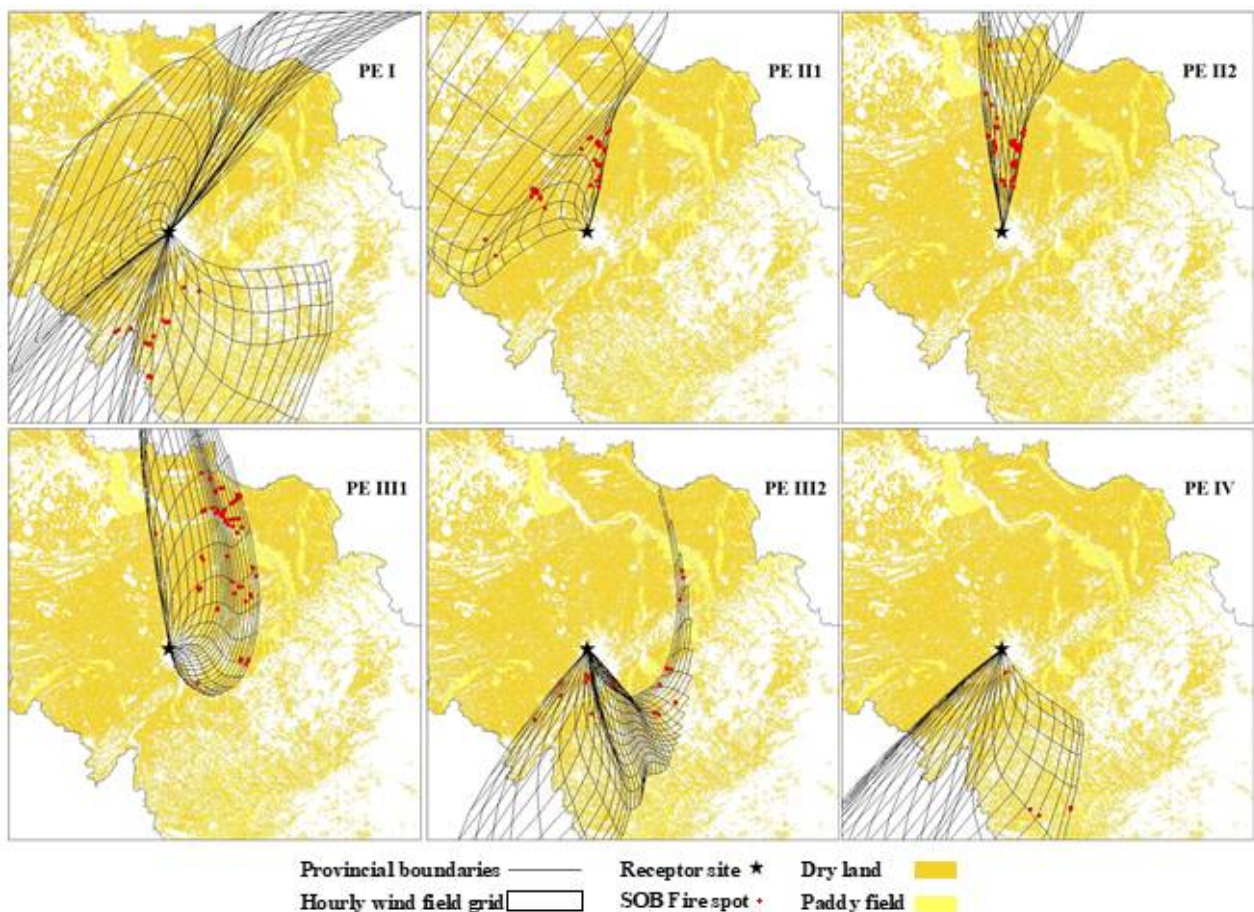 PE I
PE II1
PE II2
PE III1
PE III2
PE IV
Provincial boundaries
Receptor site
Dry land
Hourly wind field grid
SOB Fire spot
Paddy field